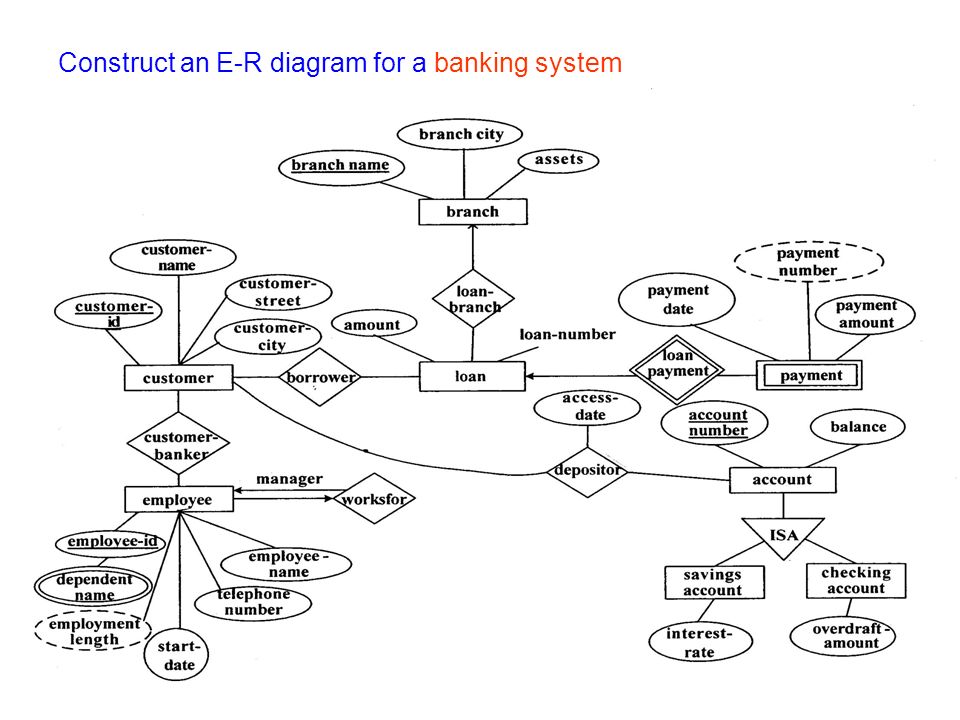 Construct an E-R diagram for a banking system
branch city
branch name
assets
branch
customer-
name
customer-
street
customer-
id
customer-
city
loan-
branch
payment
number
payment
date
payment
amount
amount
loan-number
customer
borrower
loan
loan
payment
payment
access-
date
account
number
balance
customer-
banker
depositor
account
manager
employee
worksfor
ISA
employee-id
employee -
name
dependent
name
telephone
number
employment
length
start-
date
savings
account
checking
account
interest-
rate
overdraft -
amount